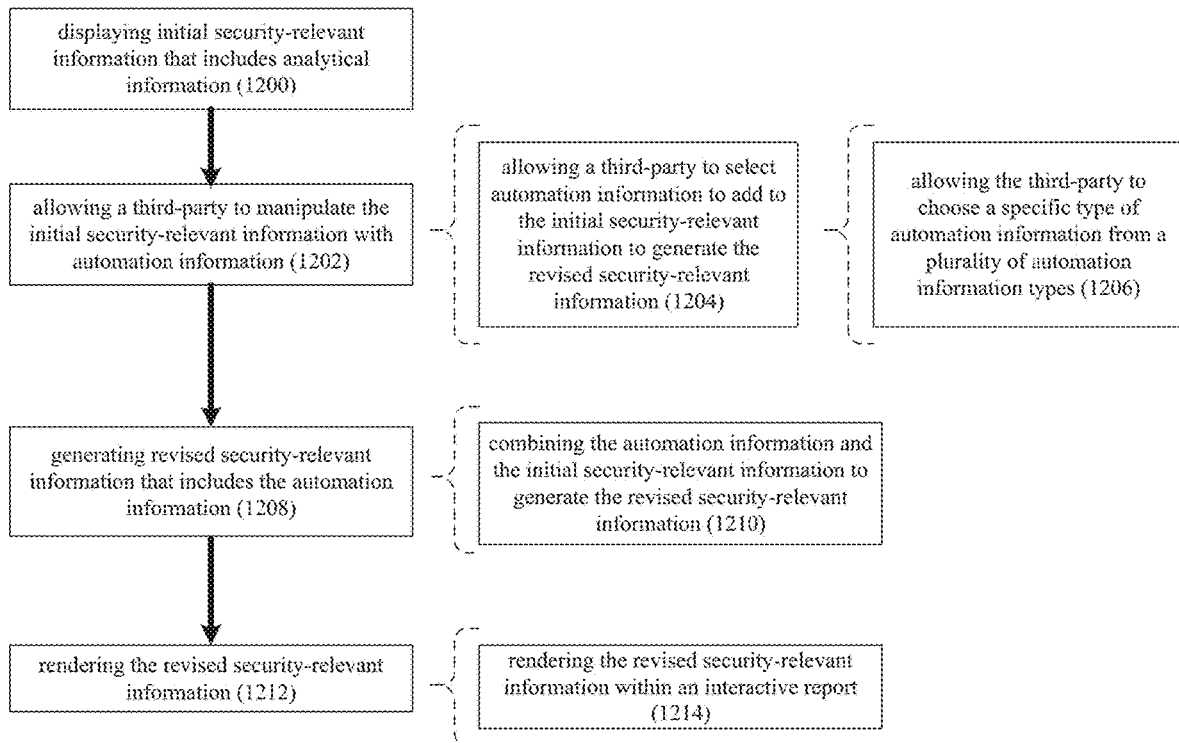 displaying initial security-relevant
information that includes analytical
information (1200)
allowing a third-party to manipulate the
initial security-relevant information with
automation information (1202)
allowing a third-party to select
automation information to add to
the initial security-relevant
information to generate the
revised security-relevant
information (1204)
allowing the third-party to
choose a specific type of
automation information from a
plurality of automation
information types (1206)
generating revised security-relevant
information that includes the automation
information (1208)
combining the automation information and
the initial security-relevant information to
generate the revised security-relevant
information (1210)
rendering the revised security-relevant
information (1212)
rendering the revised security-relevant
information within an interactive report
(1214)